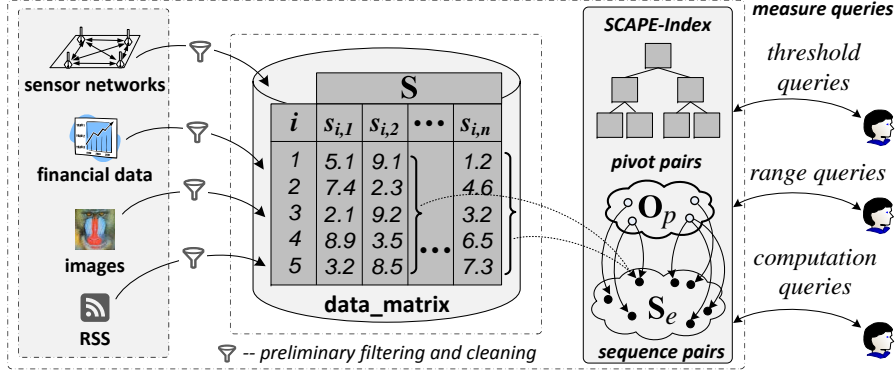 measure queries
SCAPE-Index
threshold
queries
sensor networks
S
i s_{i,1} s_{i,2} ••• s_{i,n}
financial data
1 5.1 9.1 1.2
2 7.4 2.3 4.6
3 2.1 9.2 3.2
4 8.9 3.5 ••• 6.5
5 3.2 8.5 7.3
pivot pairs
range queries
O_p
images
computation
queries
S_e
data_matrix
RSS
sequence pairs
-- preliminary filtering and cleaning